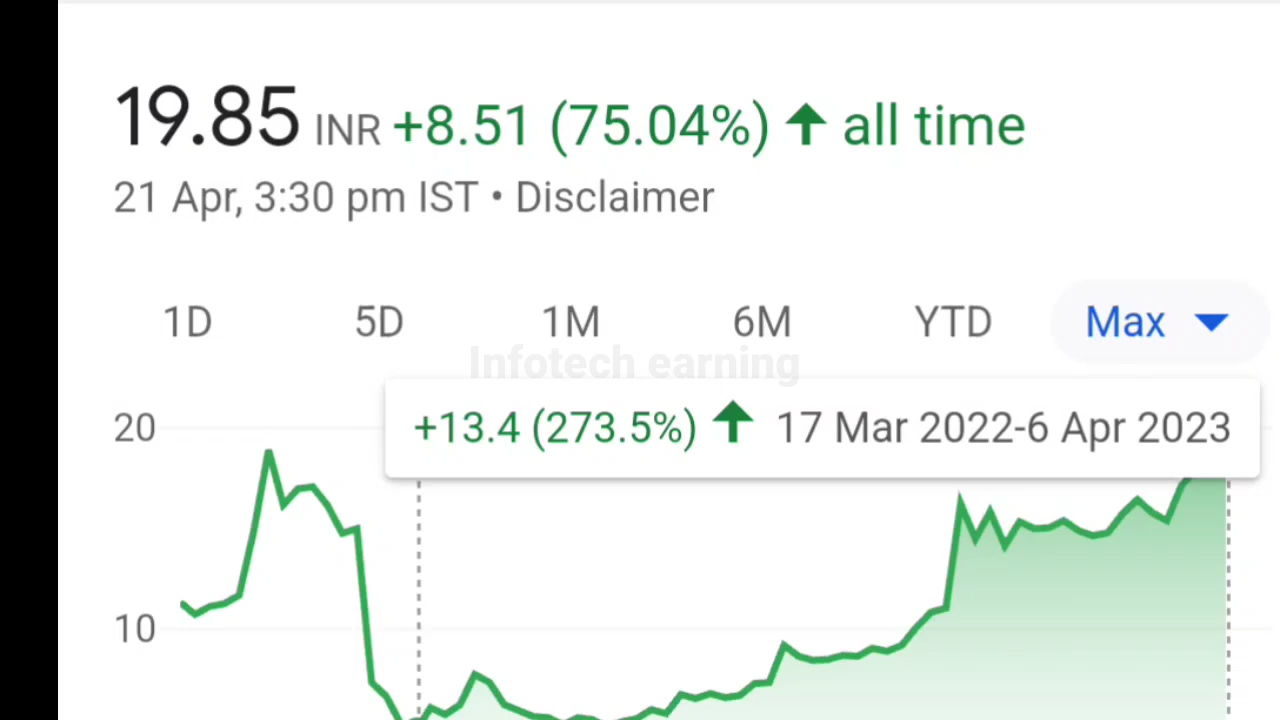 19.85 INR +8.51 (75.04%) ↑ all time
21 Apr, 3:30 pm IST • Disclaimer
1D 5D 1M 6M YTD Max
Infotech earning
+13.4 (273.5%) ↑ 17 Mar 2022-6 Apr 2023
20
10